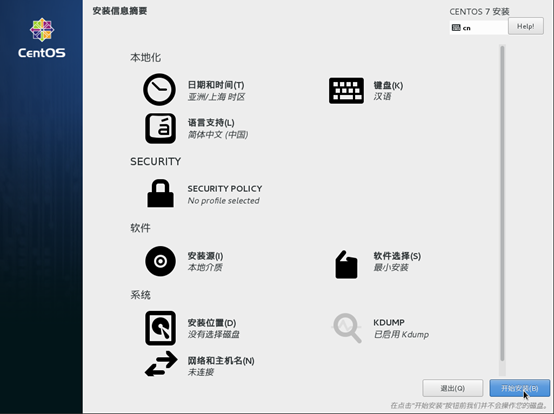 CentOS
安装信息摘要
CENTOS 7 安装
cn
Help!
本地化
日期和时间(T)
亚洲/上海 时区
键盘(K)
汉语
语言支持(L)
简体中文 (中国)
SECURITY
SECURITY POLICY
No profile selected
软件
安装源(I)
本地介质
软件选择(S)
最小安装
系统
安装位置(D)
没有选择磁盘
KDUMP
已启用 Kdump
网络和主机名(N)
未连接
退出(Q)
开始安装(B)
在点击"开始安装"按钮前我们并不会操作您的磁盘。